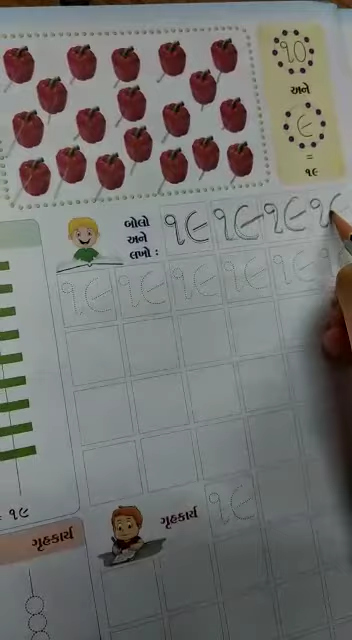 ૧૦
અને
૯
=
૧૯
બોલો
અને
લખો :
૧૯ ૧૯ ૧૯ ૧૯
૧૯ ૧૯ ૧૯ ૧૯ ૧૯
= ૧૯
ગૃહકાર્ય
ગૃહકાર્ય ૧૯